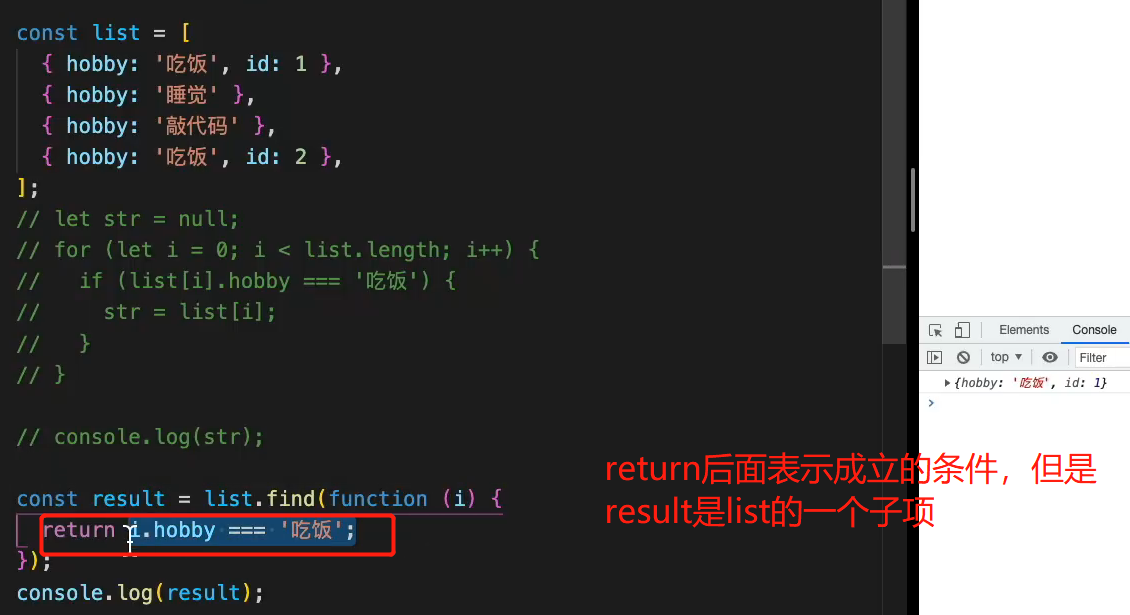 const list = [
{ hobby: '吃饭', id: 1 },
{ hobby: '睡觉' },
{ hobby: '敲代码' },
{ hobby: '吃饭', id: 2 },
];
// let str = null;
// for (let i = 0; i < list.length; i++) {
//   if (list[i].hobby === '吃饭') {
//     str = list[i];
//   }
// }
// console.log(str);
const result = list.find(function (i) {
return i.hobby === '吃饭';
});
console.log(result);
return后面表示成立的条件，但是
result是list的一个子项
Elements Console
top Filter
{hobby: '吃饭', id: 1}